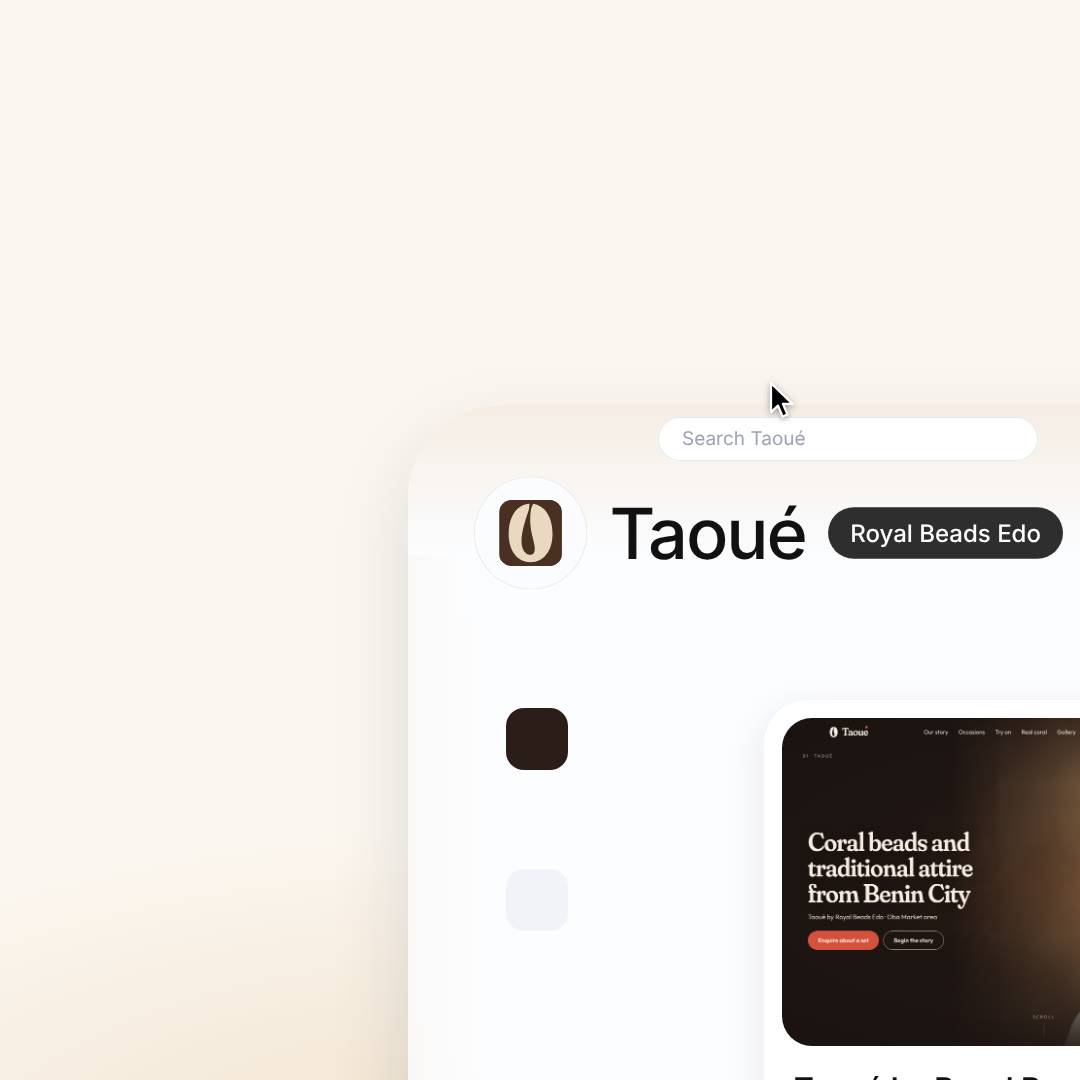 Search Taoué
Taoué
Royal Beads Edo
Taoué
Our story Occasions Try on Real coral Gallery
01 · TAOUÉ
Coral beads and
traditional attire
from Benin City
Taoué by Royal Beads Edo · Oba Market area
Enquire about a set
Begin the story
SCROLL